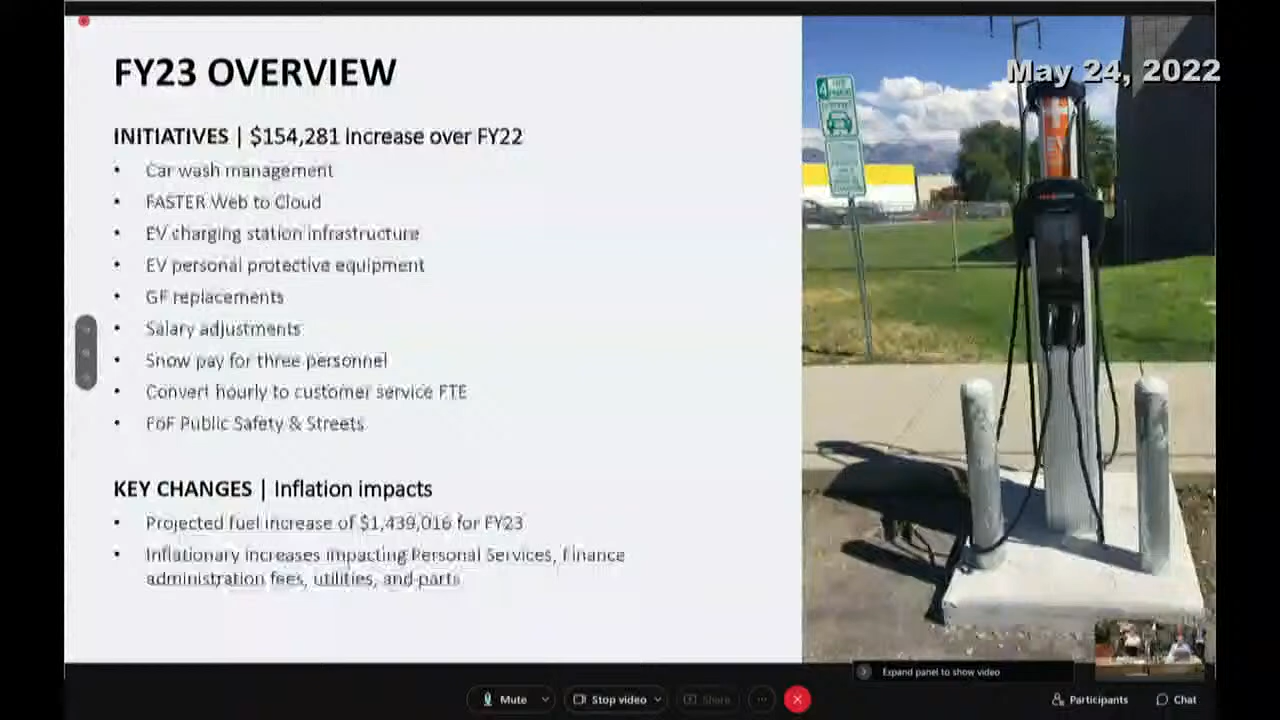 May 24, 2022
FY23 OVERVIEW
INITIATIVES | $154,281 Increase over FY22
• Car wash management
• FASTER Web to Cloud
• EV charging station infrastructure
• EV personal protective equipment
• GF replacements
• Salary adjustments
• Snow pay for three personnel
• Convert hourly to customer service FTE
• FoF Public Safety & Streets
KEY CHANGES | Inflation impacts
• Projected fuel increase of $1,439,016 for FY23
• Inflationary increases impacting Personal Services, Finance
administration fees, utilities, and parts
4
Expand panel to show video
Mute
Stop video
Share
Participants
Chat